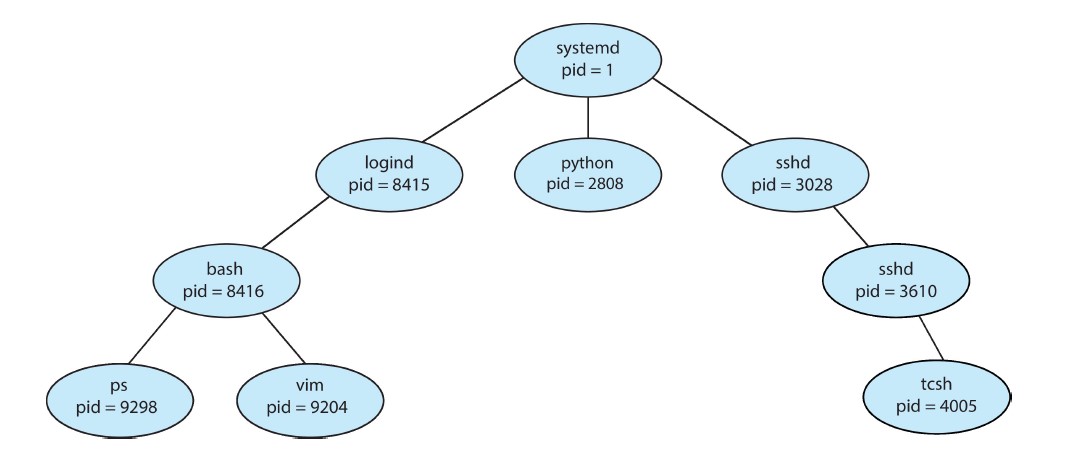 systemd
pid = 1
logind
pid = 8415
python
pid = 2808
sshd
pid = 3028
bash
pid = 8416
sshd
pid = 3610
ps
pid = 9298
vim
pid = 9204
tcsh
pid = 4005